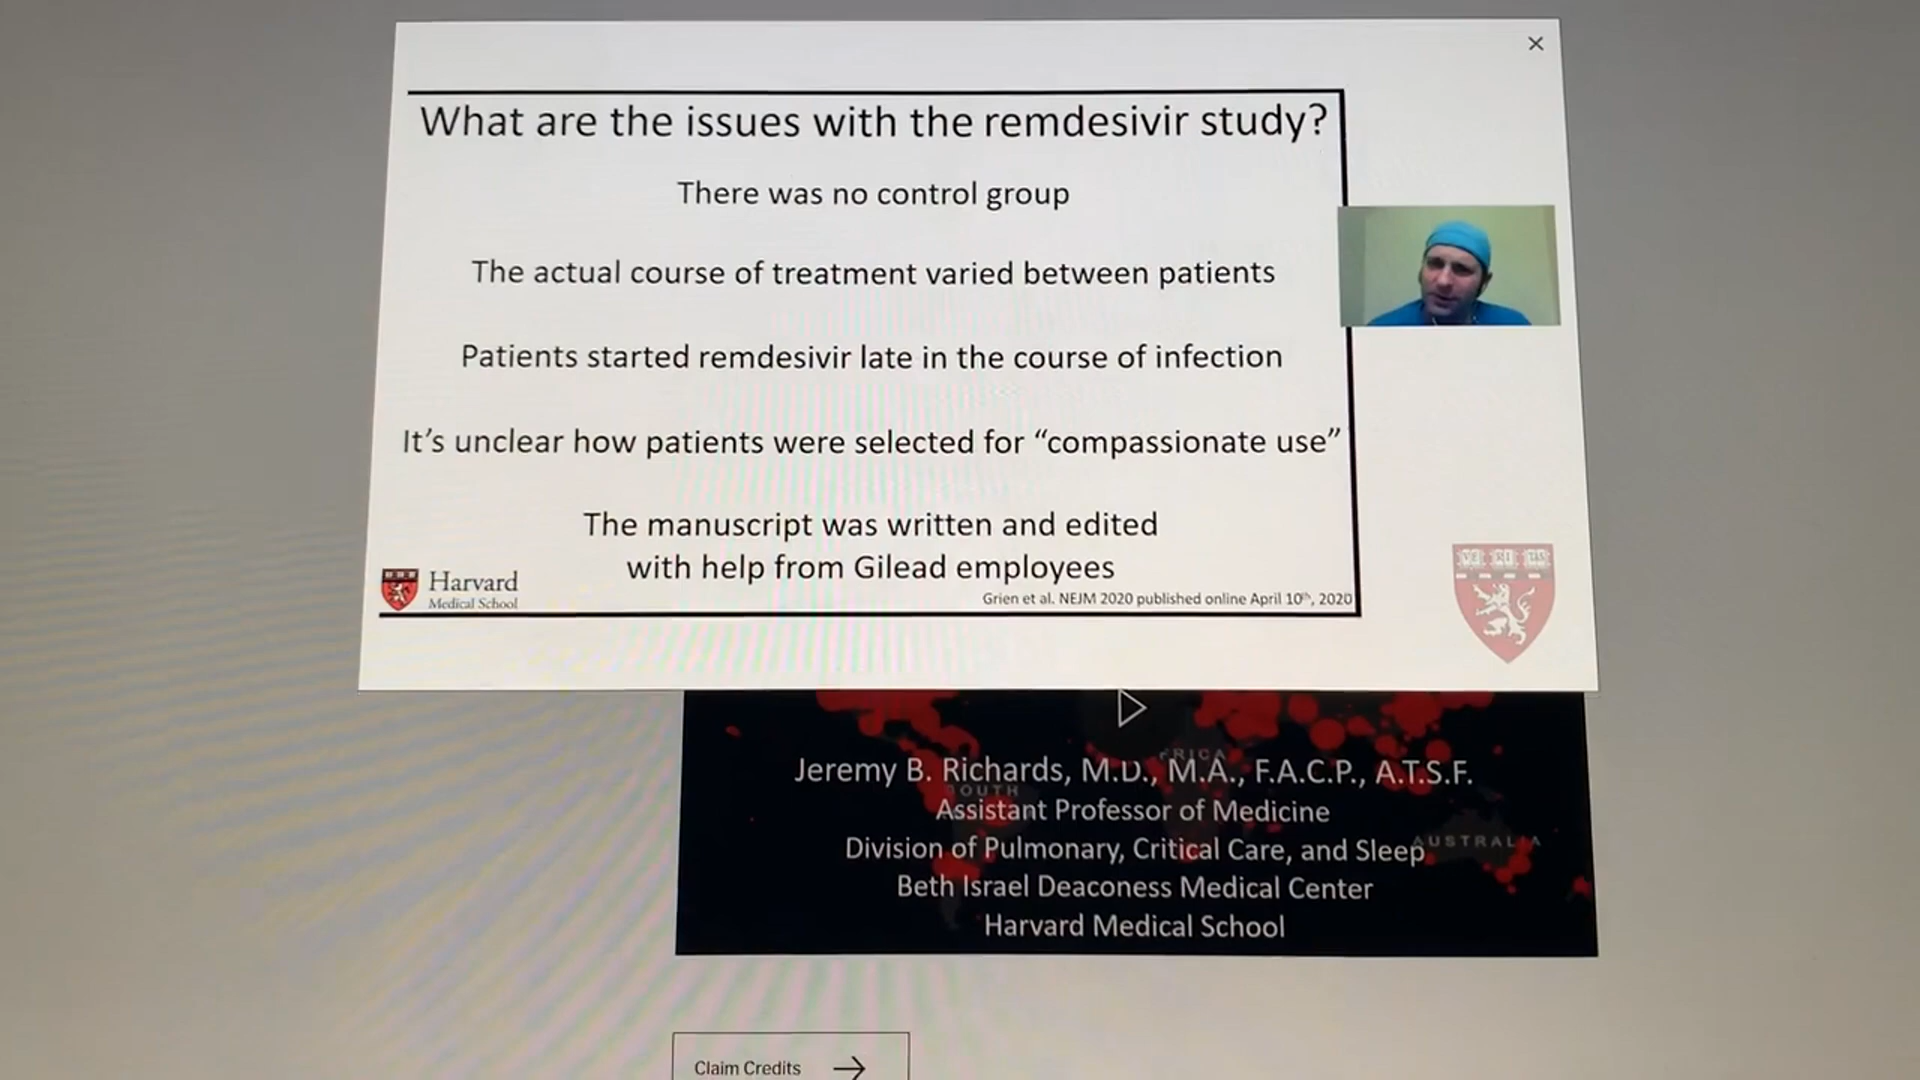 ×
What are the issues with the remdesivir study?
There was no control group
The actual course of treatment varied between patients
Patients started remdesivir late in the course of infection
It’s unclear how patients were selected for “compassionate use”
The manuscript was written and edited
with help from Gilead employees
Harvard
Medical School
Grien et al. NEJM 2020 published online April 10th, 2020
Jeremy B. Richards, M.D., M.A., F.A.C.P., A.T.S.F.
SOUTH
Assistant Professor of Medicine
Division of Pulmonary, Critical Care, and Sleep
AUSTRALIA
Beth Israel Deaconess Medical Center
Harvard Medical School
Claim Credits →